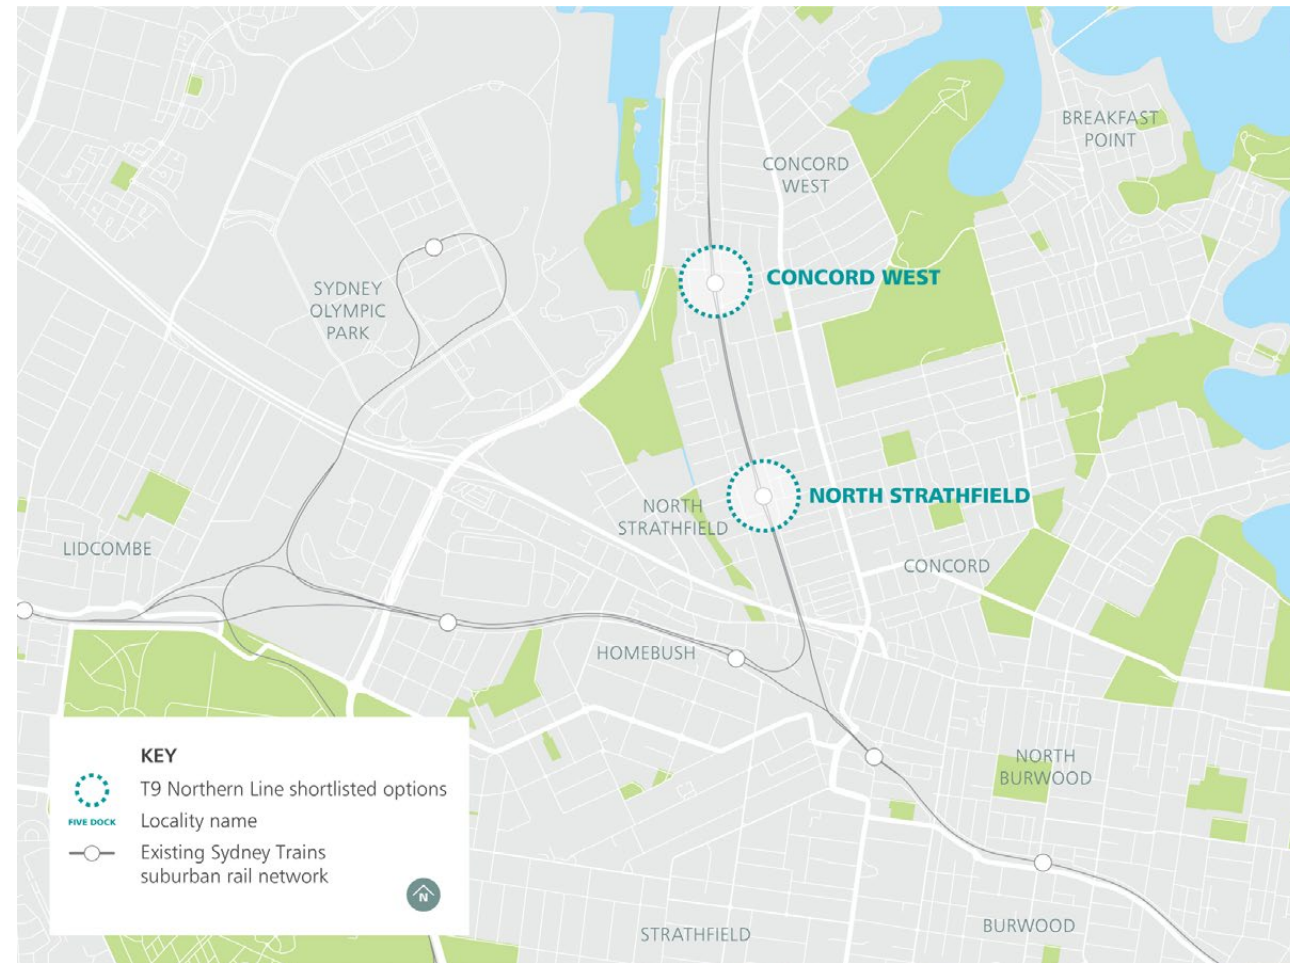 BREAKFAST
POINT
CONCORD
WEST
CONCORD WEST
SYDNEY
OLYMPIC
PARK
NORTH STRATHFIELD
NORTH
STRATHFIELD
LIDCOMBE
CONCORD
HOMEBUSH
NORTH
BURWOOD
BURWOOD
STRATHFIELD
KEY
T9 Northern Line shortlisted options
FIVE DOCK
Locality name
Existing Sydney Trains
suburban rail network
N